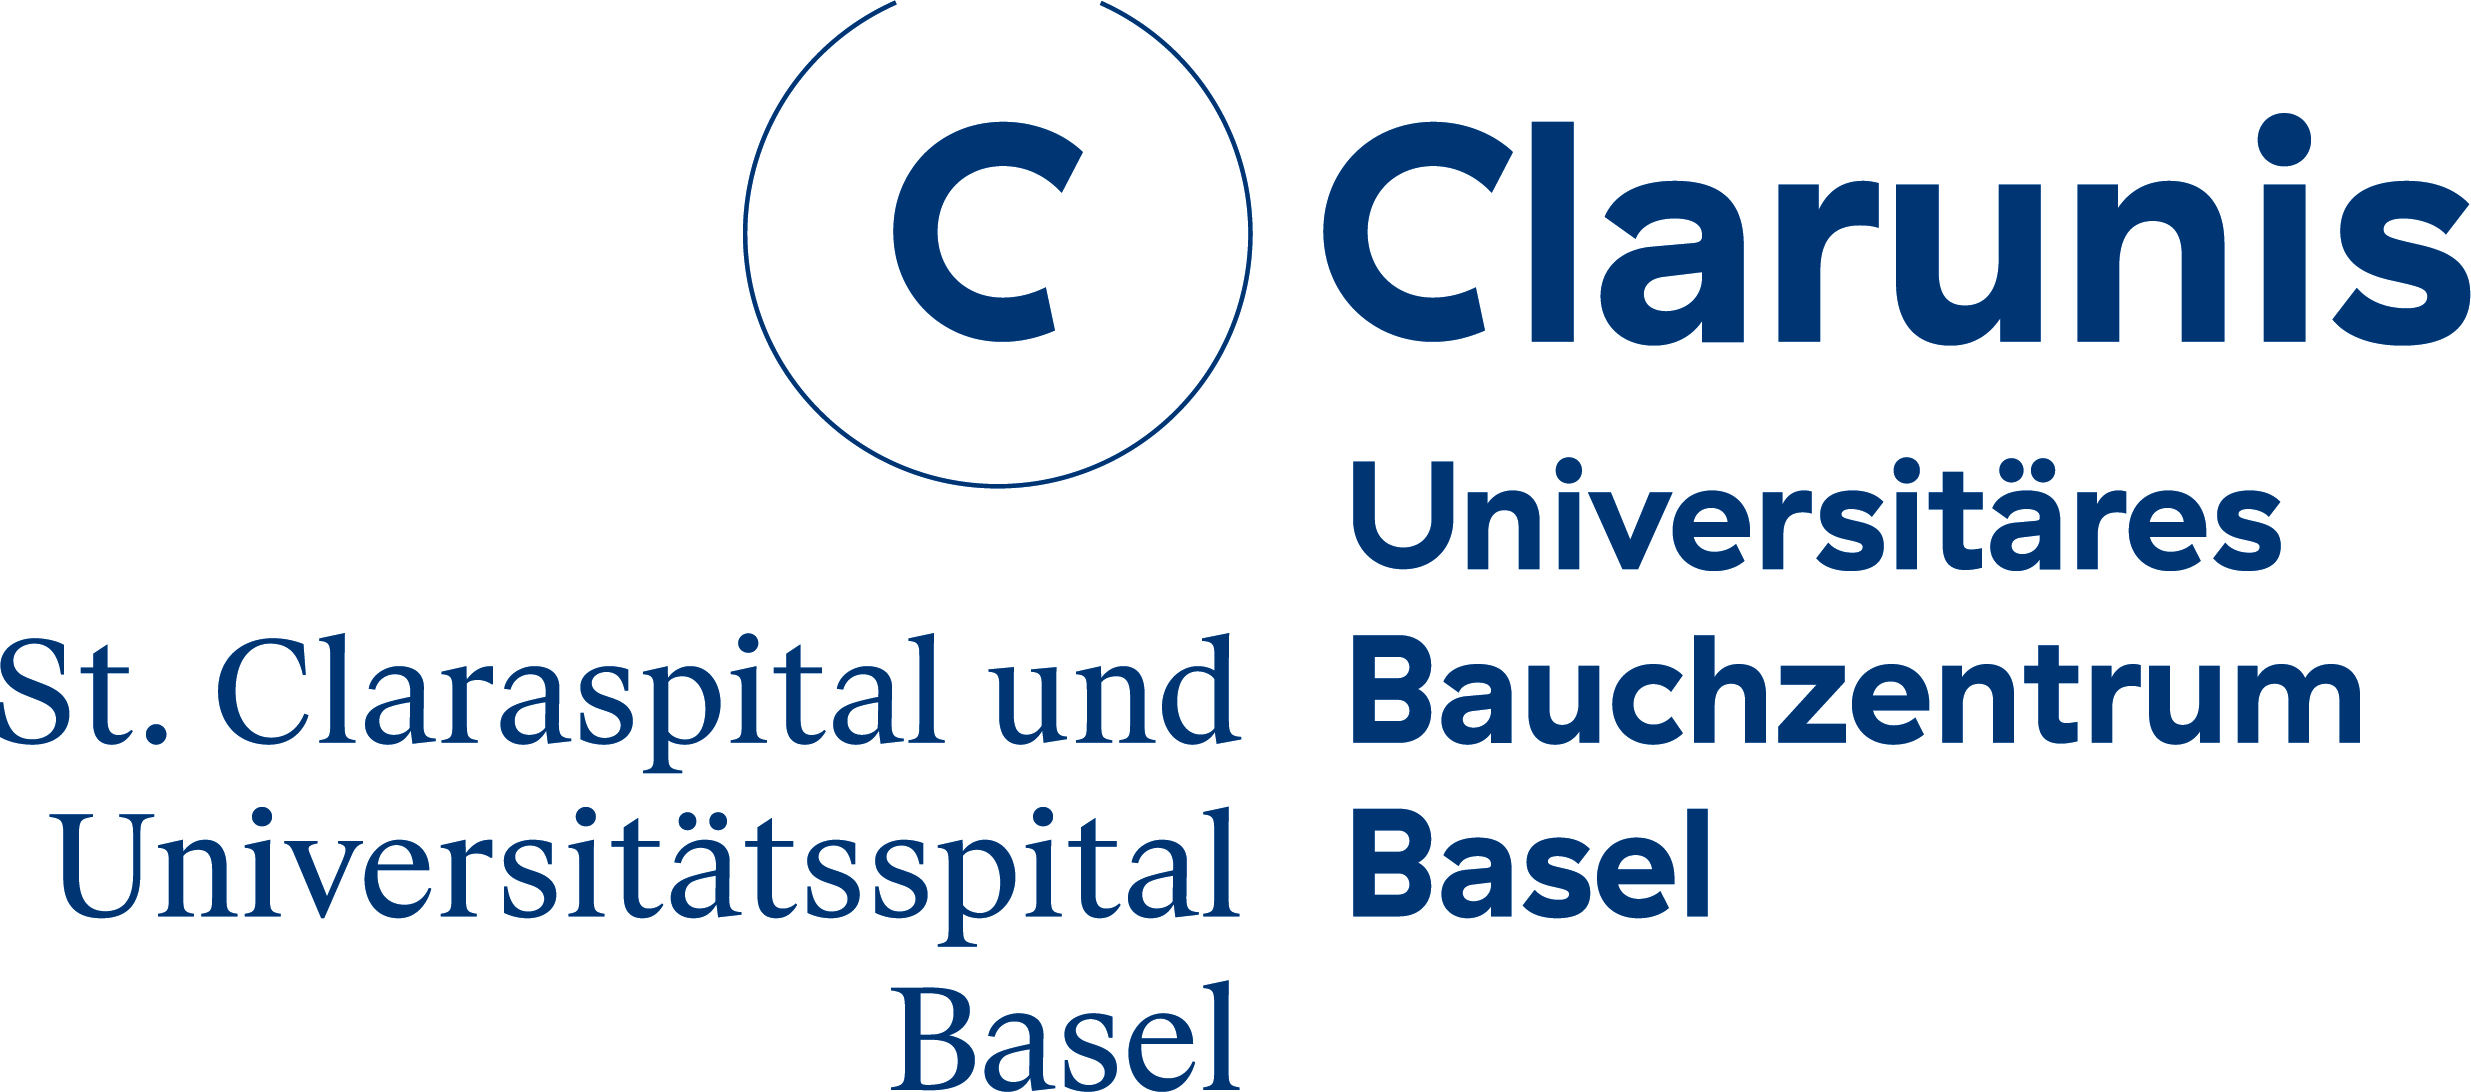 C
Clarunis
Universitäres
Bauchzentrum
Basel
St. Claraspital und
Universitätsspital
Basel